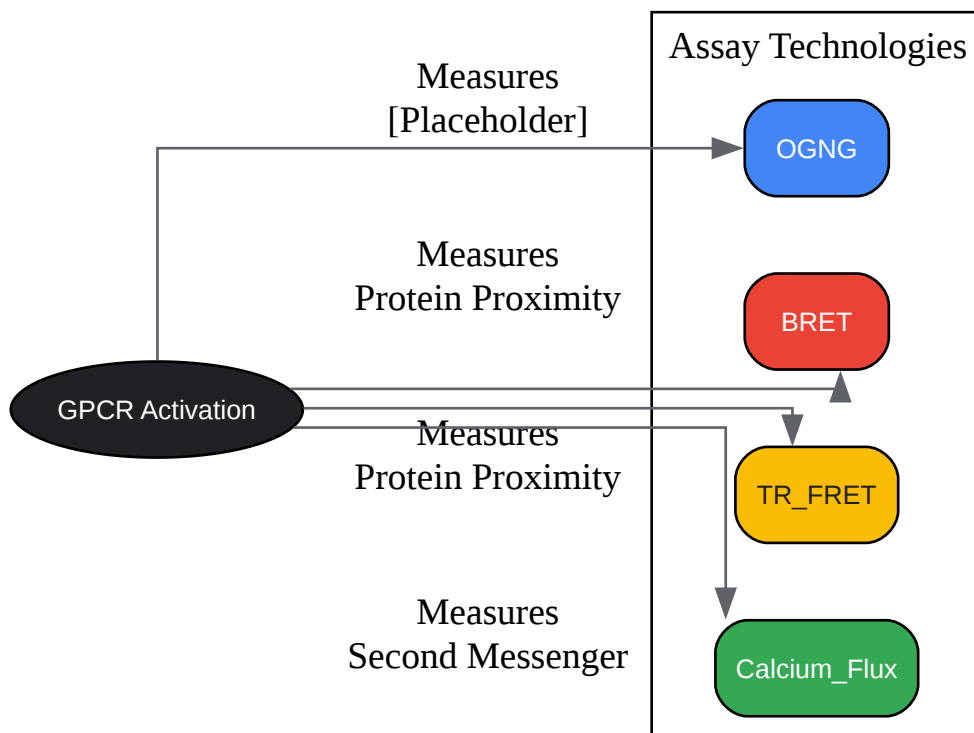 Assay Technologies
Measures
[Placeholder]
OGNG
Measures
Protein Proximity
BRET
GPCR Activation
Measures
Protein Proximity
TR_FRET
Measures
Second Messenger
Calcium_Flux